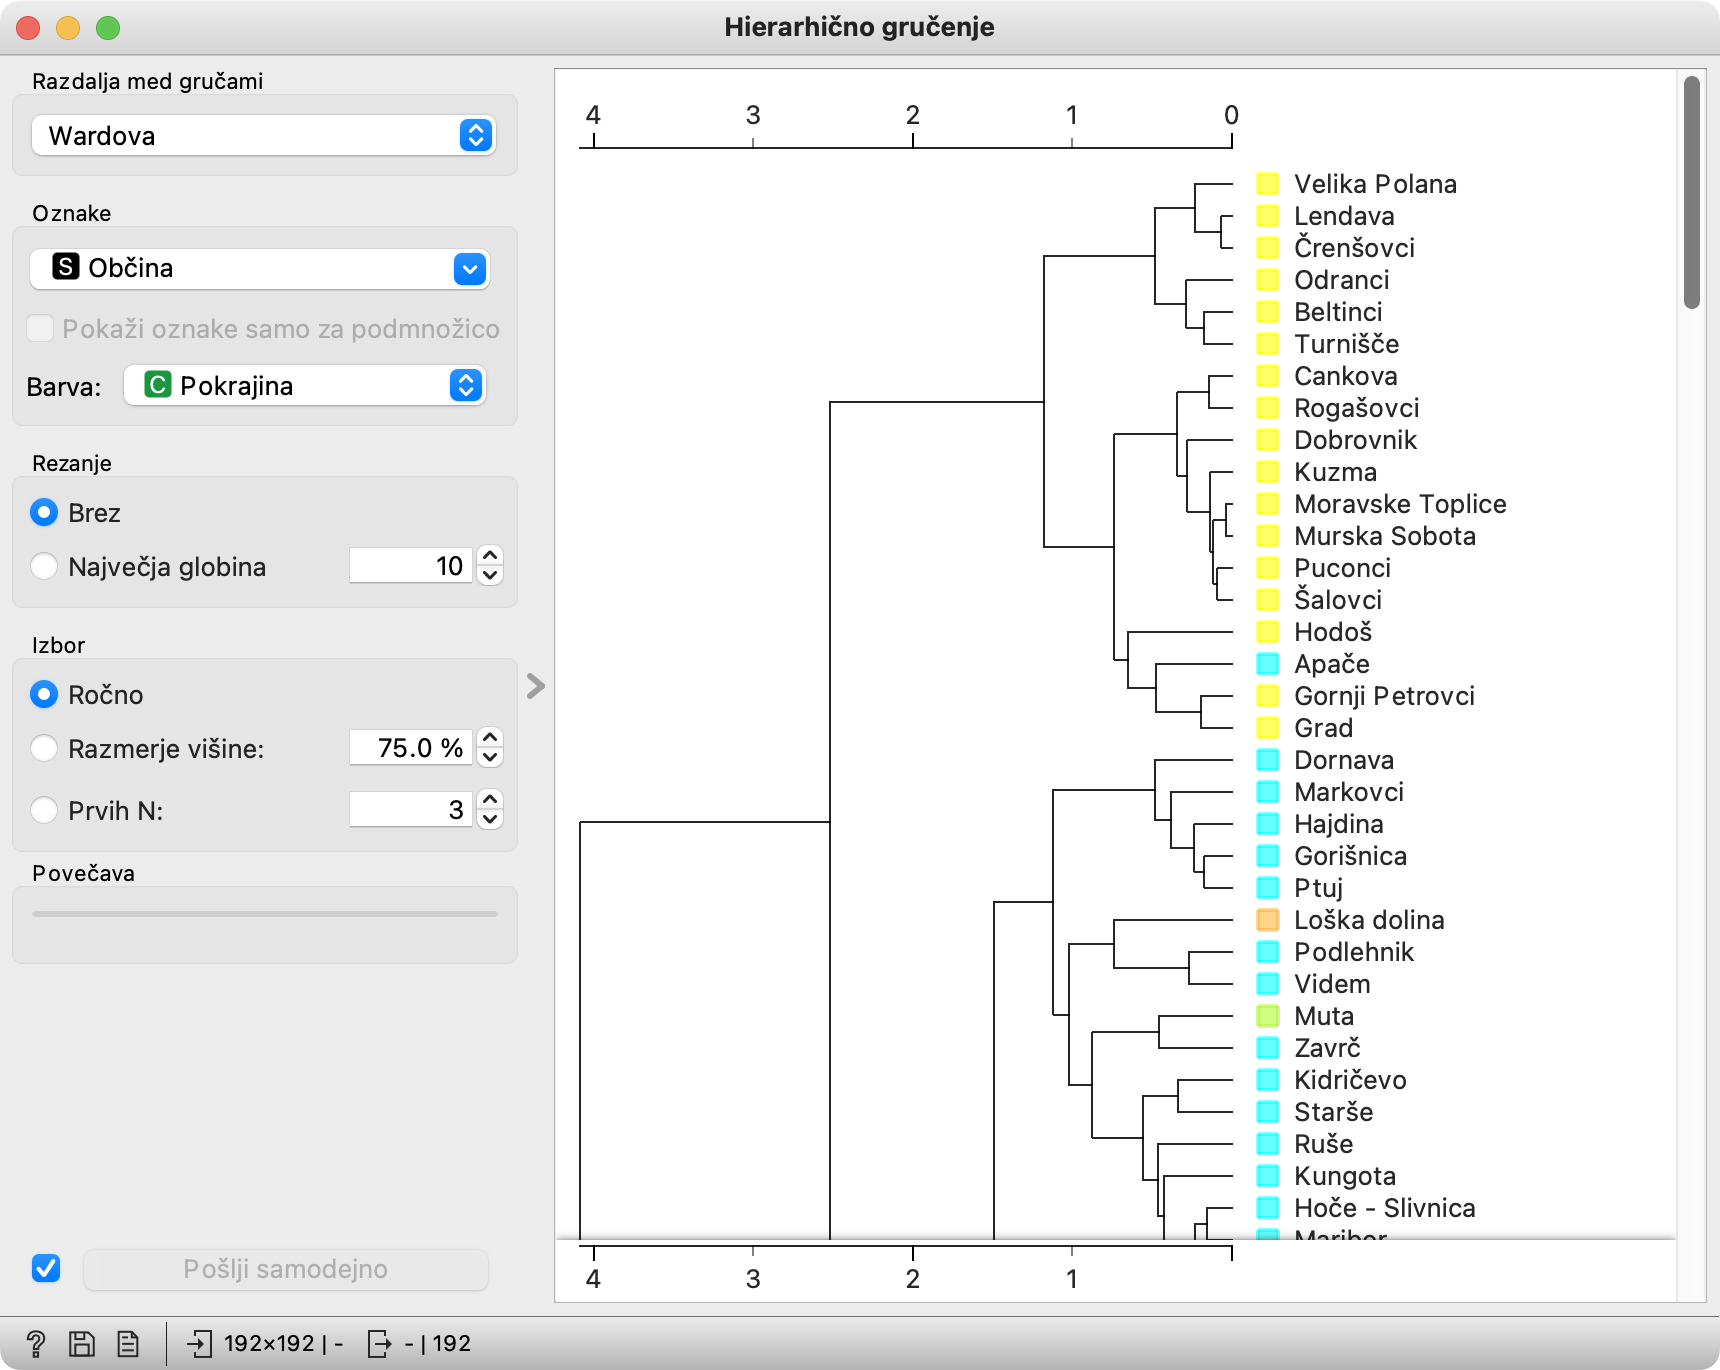 Hierarhično gručenje
Razdalja med gručami
Wardova
Oznake
S Občina
Pokaži oznake samo za podmnožico
Barva: C Pokrajina
Rezanje
Brez
Največja globina 10
Izbor
Ročno
Razmerje višine: 75.0 %
Prvih N: 3
Povečava
Pošlji samodejno
4 3 2 1 0
Velika Polana
Lendava
Črenšovci
Odranci
Beltinci
Turnišče
Cankova
Rogašovci
Dobrovnik
Kuzma
Moravske Toplice
Murska Sobota
Puconci
Šalovci
Hodoš
Apače
Gornji Petrovci
Grad
Dornava
Markovci
Hajdina
Gorišnica
Ptuj
Loška dolina
Podlehnik
Videm
Muta
Zavrč
Kidričevo
Starše
Ruše
Kungota
Hoče - Slivnica
Maribor
4 3 2 1
? 192×192 | - - | 192